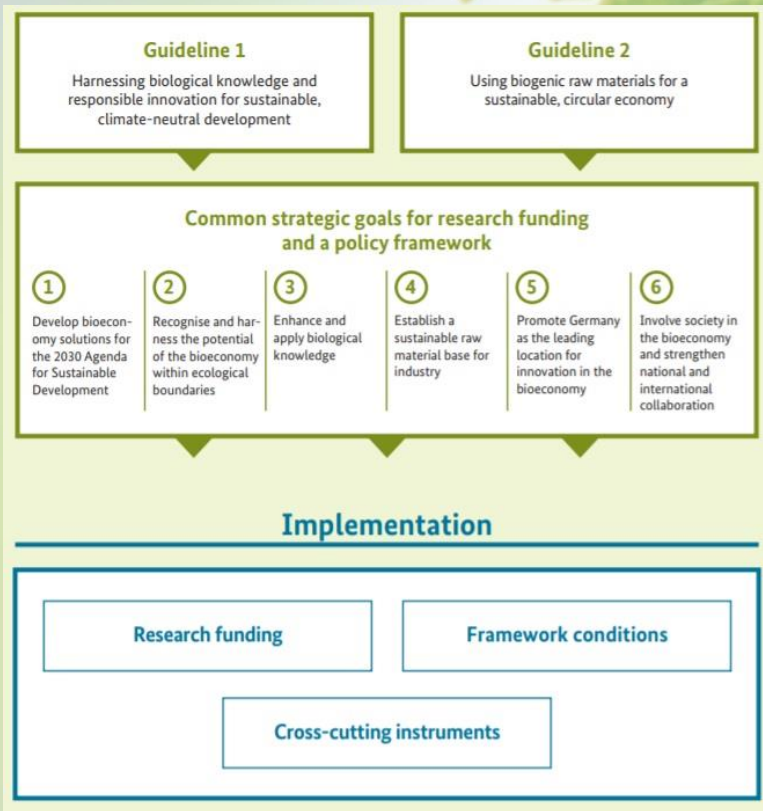 Guideline 1
Harnessing biological knowledge and
responsible innovation for sustainable,
climate-neutral development
Guideline 2
Using biogenic raw materials for a
sustainable, circular economy
Common strategic goals for research funding
and a policy framework
1
Develop bioecon-
omy solutions for
the 2030 Agenda
for Sustainable
Development
2
Recognise and har-
ness the potential
of the bioeconomy
within ecological
boundaries
3
Enhance and
apply biological
knowledge
4
Establish a
sustainable raw
material base for
industry
5
Promote Germany
as the leading
location for
innovation in the
bioeconomy
6
Involve society in
the bioeconomy
and strengthen
national and
international
collaboration
Implementation
Research funding
Framework conditions
Cross-cutting instruments